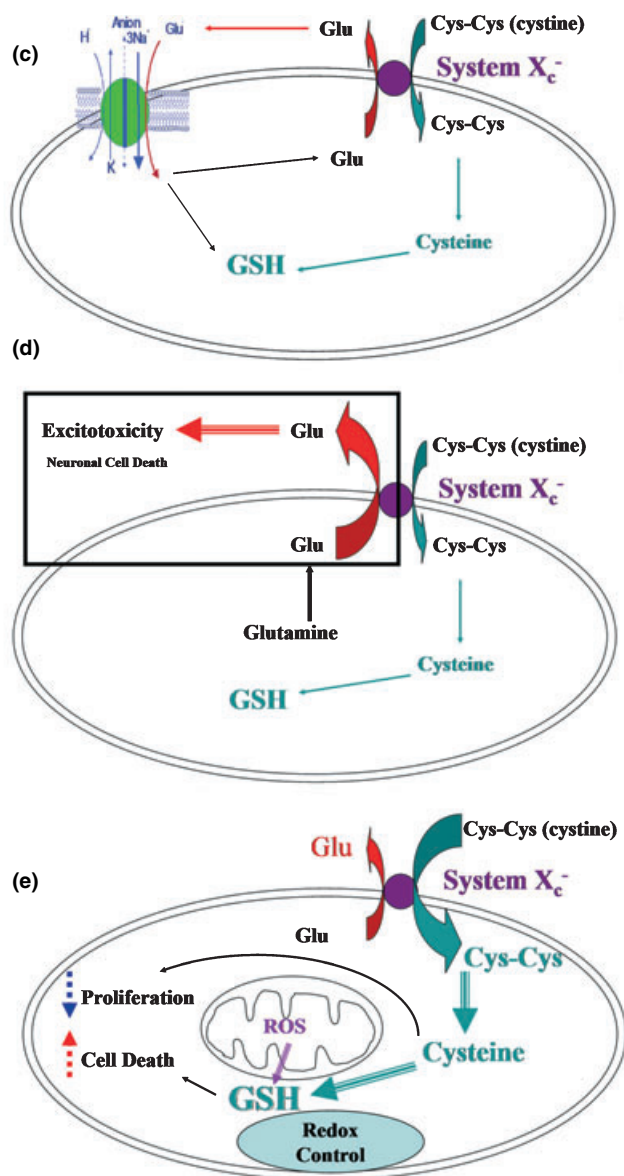 (c)
Anion
H⁻
+3Na⁺
Glu⁻
K⁻
Glu
Cys-Cys (cystine)
System Xc⁻
Cys-Cys
Glu
Cysteine
GSH
(d)
Excitotoxicity
Neuronal Cell Death
Glu
Cys-Cys (cystine)
System Xc⁻
Glu
Cys-Cys
Glutamine
Cysteine
GSH
(e)
Glu
Cys-Cys (cystine)
System Xc⁻
Glu
Cys-Cys
Proliferation
ROS
Cell Death
Cysteine
GSH
Redox
Control